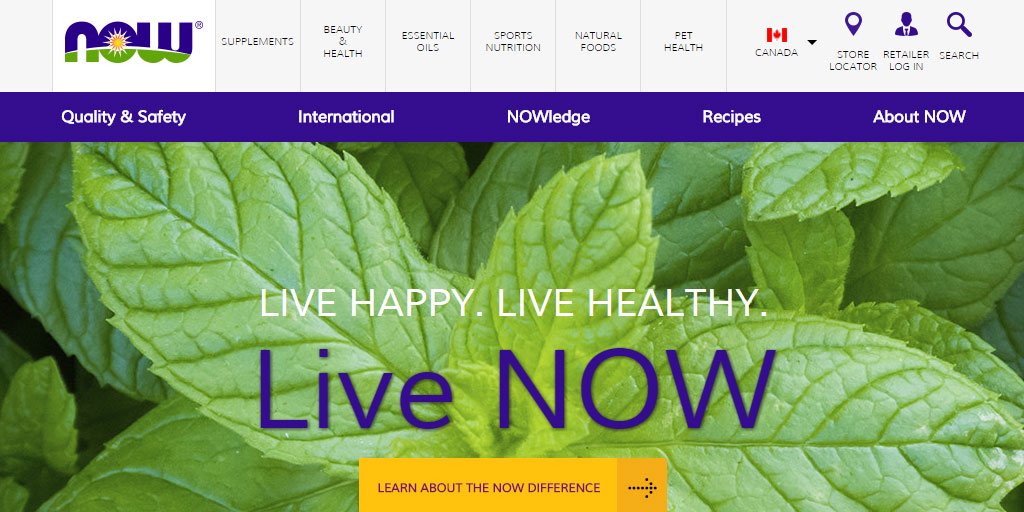 now®
SUPPLEMENTS
BEAUTY
&
HEALTH
ESSENTIAL
OILS
SPORTS
NUTRITION
NATURAL
FOODS
PET
HEALTH
CANADA
STORE
LOCATOR
RETAILER
LOG IN
SEARCH
Quality & Safety
International
NOWledge
Recipes
About NOW
LIVE HAPPY. LIVE HEALTHY.
Live NOW
LEARN ABOUT THE NOW DIFFERENCE